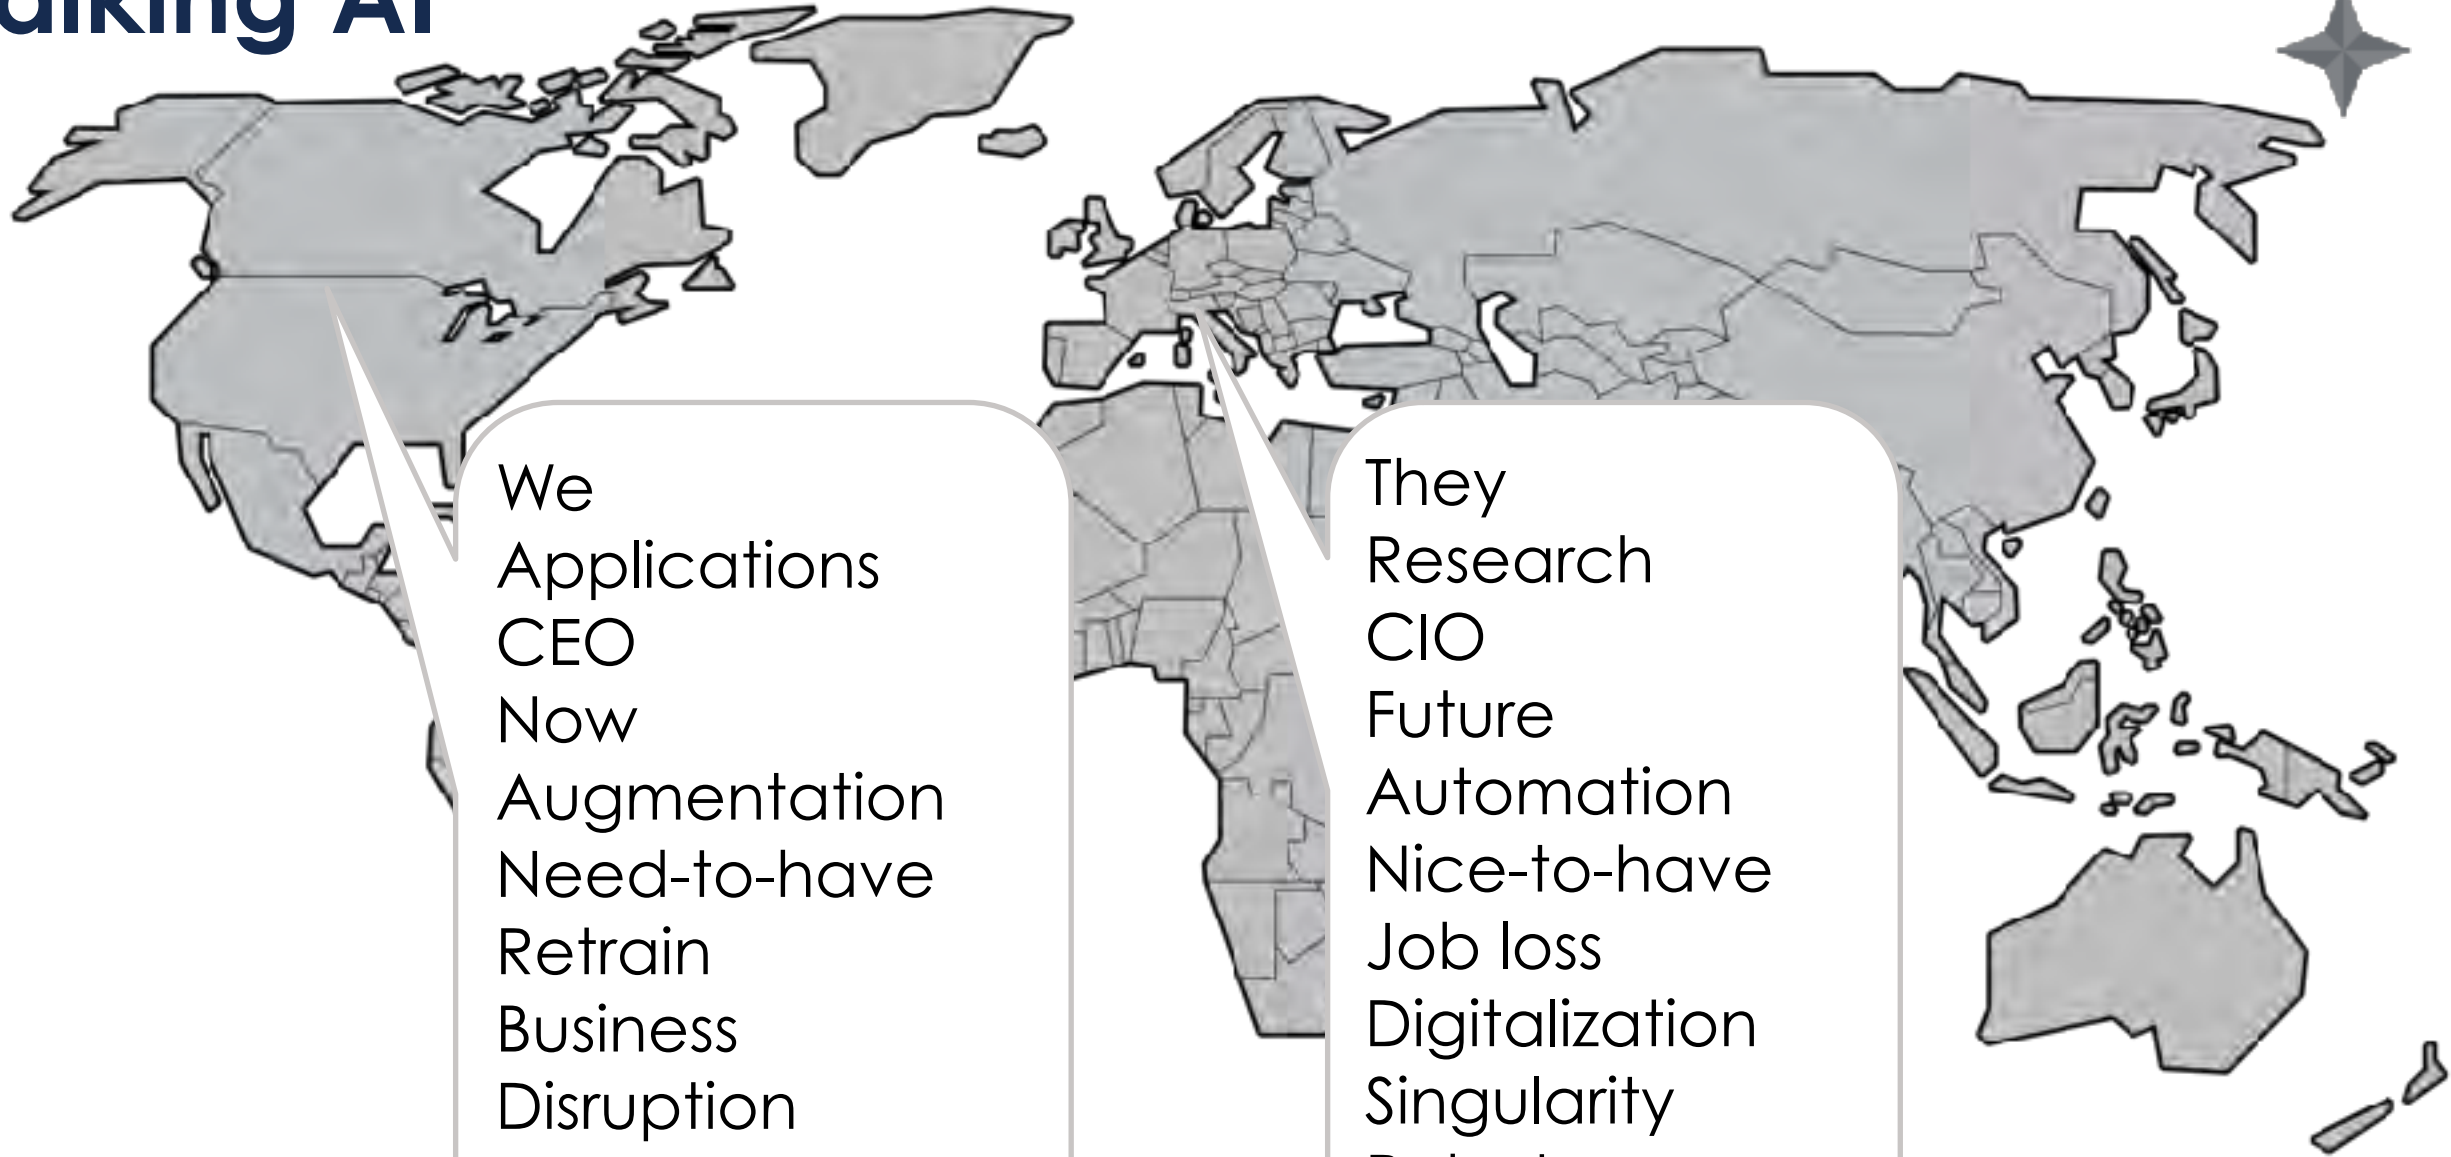 AI
We
Applications
CEO
Now
Augmentation
Need-to-have
Retrain
Business
Disruption
They
Research
CIO
Future
Automation
Nice-to-have
Job loss
Digitalization
Singularity